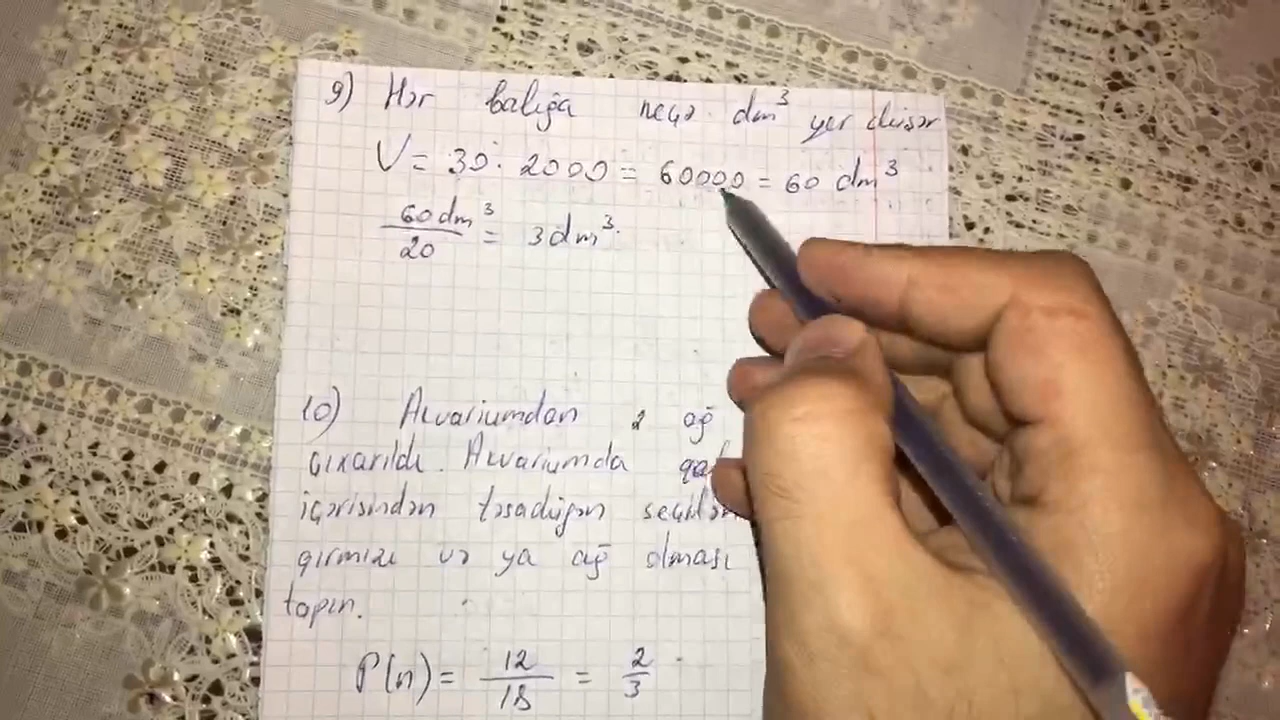 9) Hər balığa neçə dm³ yer düşər
V = 30 · 2000 = 60000 = 60 dm³
60 dm³ / 20 = 3 dm³.
10) Akvariumdan 2 ağ
çıxarıldı. Akvariumda
içərisindən təsadüfən
qırmızı və ya ağ olması
tapın.
P(n) = 12/18 = 2/3